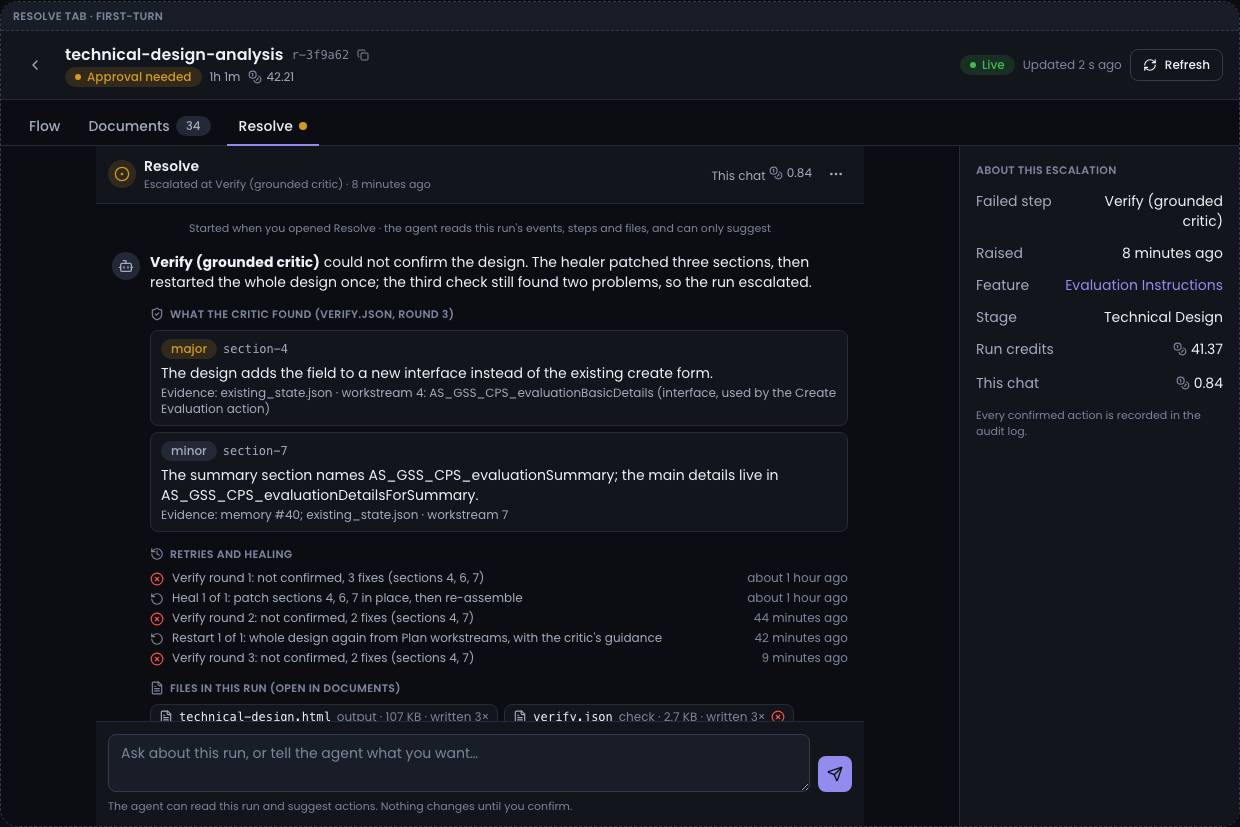 RESOLVE TAB · FIRST-TURN
technical-design-analysis r-3f9a62
Approval needed 1h 1m 42.21
Live Updated 2 s ago Refresh
Flow Documents 34 Resolve
Resolve
Escalated at Verify (grounded critic) · 8 minutes ago
This chat 0.84
Started when you opened Resolve · the agent reads this run's events, steps and files, and can only suggest
Verify (grounded critic) could not confirm the design. The healer patched three sections, then
restarted the whole design once; the third check still found two problems, so the run escalated.
WHAT THE CRITIC FOUND (VERIFY.JSON, ROUND 3)
major section-4
The design adds the field to a new interface instead of the existing create form.
Evidence: existing_state.json · workstream 4: AS_GSS_CPS_evaluationBasicDetails (interface, used by the Create
Evaluation action)
minor section-7
The summary section names AS_GSS_CPS_evaluationSummary; the main details live in
AS_GSS_CPS_evaluationDetailsForSummary.
Evidence: memory #40; existing_state.json · workstream 7
RETRIES AND HEALING
Verify round 1: not confirmed, 3 fixes (sections 4, 6, 7) about 1 hour ago
Heal 1 of 1: patch sections 4, 6, 7 in place, then re-assemble about 1 hour ago
Verify round 2: not confirmed, 2 fixes (sections 4, 7) 44 minutes ago
Restart 1 of 1: whole design again from Plan workstreams, with the critic's guidance 42 minutes ago
Verify round 3: not confirmed, 2 fixes (sections 4, 7) 9 minutes ago
FILES IN THIS RUN (OPEN IN DOCUMENTS)
technical-design.html output · 107 KB · written 3× verify.json check · 2.7 KB · written 3×
Ask about this run, or tell the agent what you want…
The agent can read this run and suggest actions. Nothing changes until you confirm.
ABOUT THIS ESCALATION
Failed step Verify (grounded
critic)
Raised 8 minutes ago
Feature Evaluation Instructions
Stage Technical Design
Run credits 41.37
This chat 0.84
Every confirmed action is recorded in the
audit log.